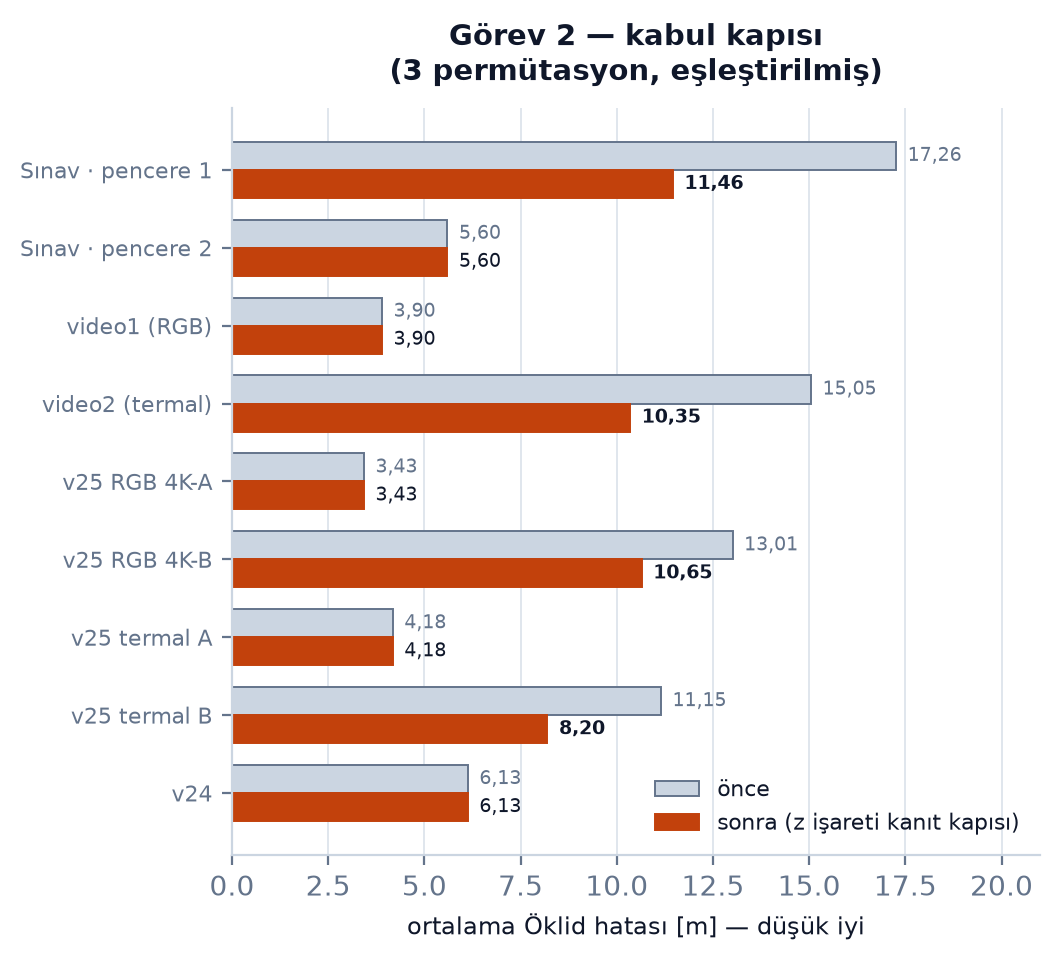 Görev 2 — kabul kapısı
(3 permütasyon, eşleştirilmiş)
Sınav · pencere 1
17,26
11,46
Sınav · pencere 2
5,60
5,60
video1 (RGB)
3,90
3,90
video2 (termal)
15,05
10,35
v25 RGB 4K-A
3,43
3,43
v25 RGB 4K-B
13,01
10,65
v25 termal A
4,18
4,18
v25 termal B
11,15
8,20
v24
6,13
6,13
önce
sonra (z işareti kanıt kapısı)
0.0 2.5 5.0 7.5 10.0 12.5 15.0 17.5 20.0
ortalama Öklid hatası [m] — düşük iyi